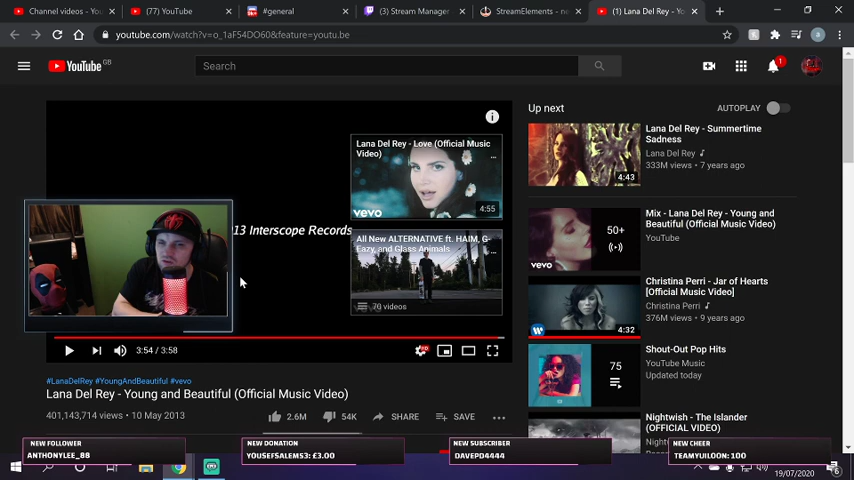 Channel videos - You
(77) YouTube
#general
(3) Stream Manager
StreamElements - ne
(1) Lana Del Rey - Yo
youtube.com/watch?v=o_1aF54DO60&feature=youtu.be
YouTube GB
Search
1
Up next
AUTOPLAY
Lana Del Rey - Love (Official Music
Video)
vevo
4:55
13 Interscope Records
All New ALTERNATIVE ft. HAIM, G-
Eazy, and Glass Animals
70 videos
3:54 / 3:58
HD
Lana Del Rey - Summertime
Sadness
Lana Del Rey
333M views • 7 years ago
4:43
Mix - Lana Del Rey - Young and
Beautiful (Official Music Video)
YouTube
50+
vevo
Christina Perri - Jar of Hearts
[Official Music Video]
Christina Perri
376M views • 9 years ago
4:32
Shout-Out Pop Hits
YouTube Music
Updated today
75
Nightwish - The Islander
(OFFICIAL VIDEO)
#LanaDelRey #YoungAndBeautiful #vevo
Lana Del Rey - Young and Beautiful (Official Music Video)
401,143,714 views • 10 May 2013
2.6M
54K
SHARE
SAVE
NEW FOLLOWER
ANTHONYLEE_88
NEW DONATION
YOUSEFSALEMS3: £3.00
NEW SUBSCRIBER
DAVEPD4444
NEW CHEER
TEAMYUILOON: 100
19/07/2020
6